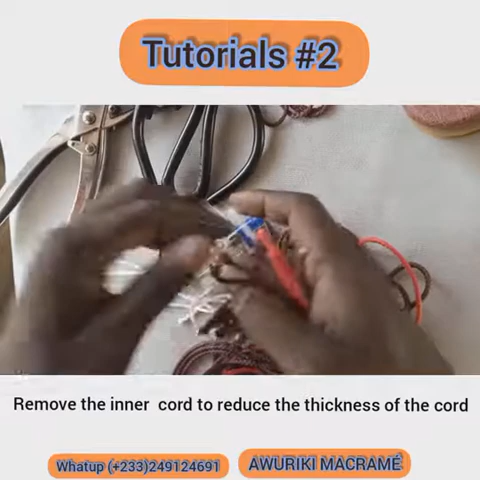 Tutorials #2
Remove the inner cord to reduce the thickness of the cord
Whatup (+233)249124691
AWURIKI MACRAMÉ